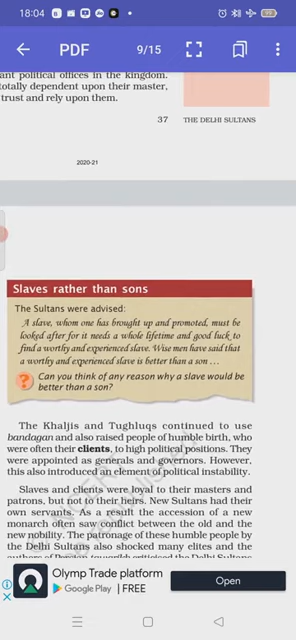 18:04
PDF
9/15
ant political offices in the kingdom.
totally dependent upon their master,
trust and rely upon them.
37 THE DELHI SULTANS
2020-21
Slaves rather than sons
The Sultans were advised:
A slave, whom one has brought up and promoted, must be
looked after for it needs a whole lifetime and good luck to
find a worthy and experienced slave. Wise men have said that
a worthy and experienced slave is better than a son ...
? Can you think of any reason why a slave would be
better than a son?
The Khaljis and Tughluqs continued to use
bandagan and also raised people of humble birth, who
were often their clients, to high political positions. They
were appointed as generals and governors. However,
this also introduced an element of political instability.
Slaves and clients were loyal to their masters and
patrons, but not to their heirs. New Sultans had their
own servants. As a result the accession of a new
monarch often saw conflict between the old and the
new nobility. The patronage of these humble people by
the Delhi Sultans also shocked many elites and the
authors of Persian tawarikh criticised the Delhi Sultans
Olymp Trade platform
Google Play | FREE
Open